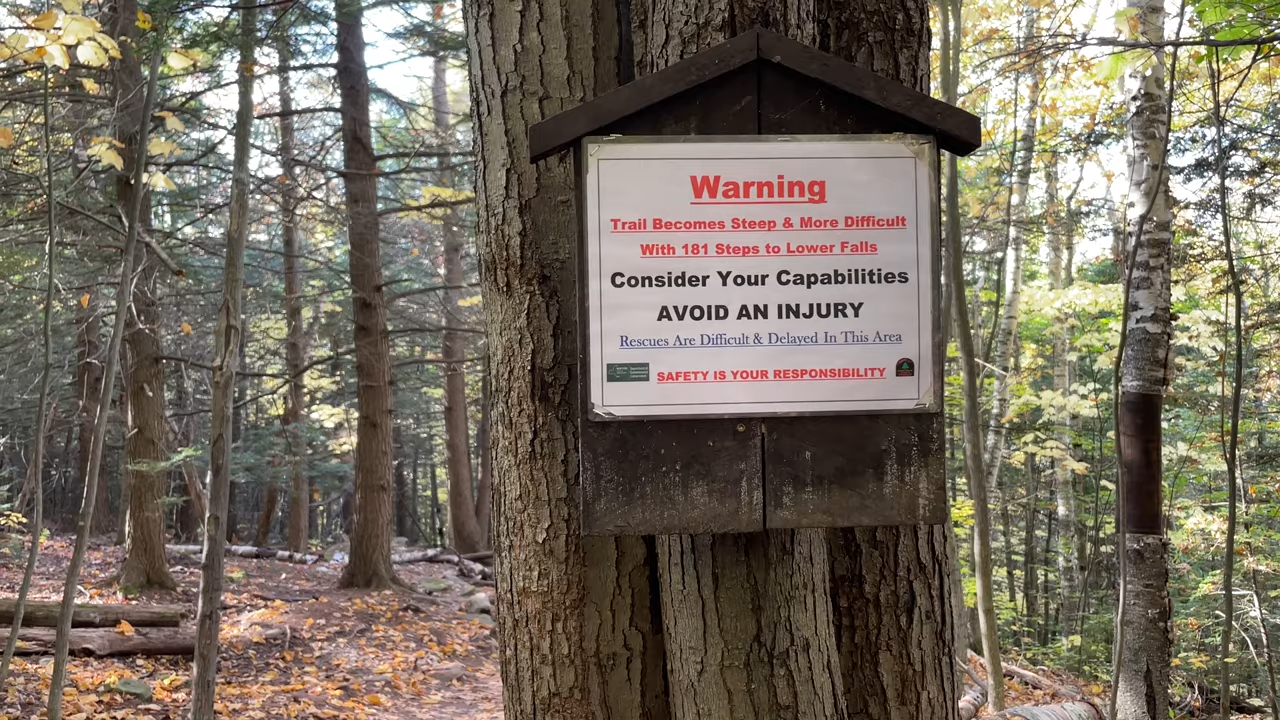 Warning
Trail Becomes Steep & More Difficult
With 181 Steps to Lower Falls
Consider Your Capabilities
AVOID AN INJURY
Rescues Are Difficult & Delayed In This Area
SAFETY IS YOUR RESPONSIBILITY